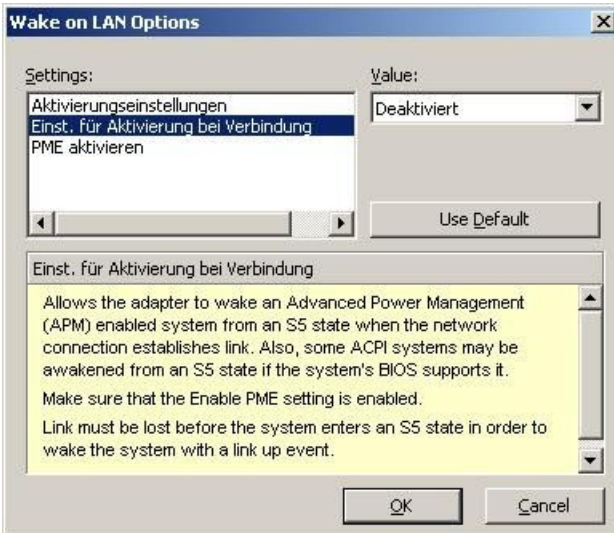 Wake on LAN Options
Settings:
Value:
Aktivierungseinstellungen
Einst. für Aktivierung bei Verbindung
PME aktivieren
Deaktiviert
Use Default
Einst. für Aktivierung bei Verbindung
Allows the adapter to wake an Advanced Power Management
(APM) enabled system from an S5 state when the network
connection establishes link. Also, some ACPI systems may be
awakened from an S5 state if the system's BIOS supports it.
Make sure that the Enable PME setting is enabled.
Link must be lost before the system enters an S5 state in order to
wake the system with a link up event.
OK
Cancel